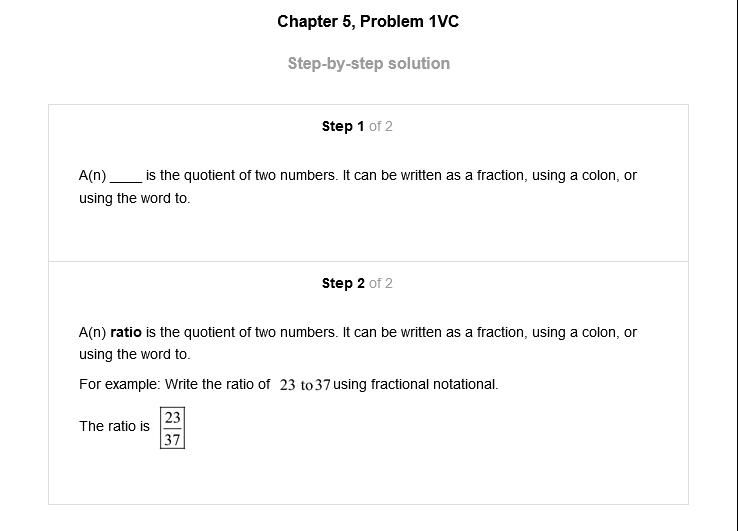 Chapter 5, Problem 1VC
Step-by-step solution
Step 1 of 2
A(n) ____ is the quotient of two numbers. It can be written as a fraction, using a colon, or
using the word to.
Step 2 of 2
A(n) ratio is the quotient of two numbers. It can be written as a fraction, using a colon, or
using the word to.
For example: Write the ratio of 23 to 37 using fractional notational.
The ratio is
23
37